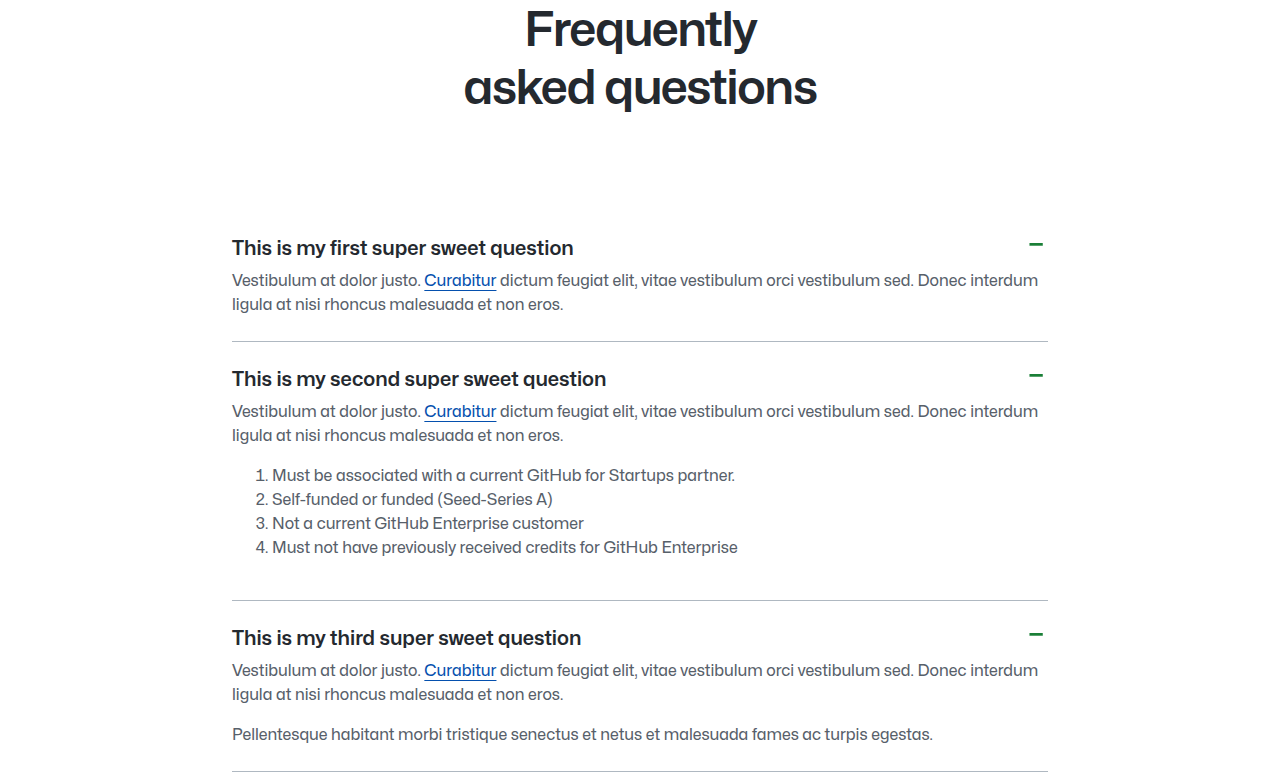 Frequently
asked questions
This is my first super sweet question
Vestibulum at dolor justo. Curabitur dictum feugiat elit, vitae vestibulum orci vestibulum sed. Donec interdum
ligula at nisi rhoncus malesuada et non eros.
This is my second super sweet question
Vestibulum at dolor justo. Curabitur dictum feugiat elit, vitae vestibulum orci vestibulum sed. Donec interdum
ligula at nisi rhoncus malesuada et non eros.
1. Must be associated with a current GitHub for Startups partner.
2. Self-funded or funded (Seed-Series A)
3. Not a current GitHub Enterprise customer
4. Must not have previously received credits for GitHub Enterprise
This is my third super sweet question
Vestibulum at dolor justo. Curabitur dictum feugiat elit, vitae vestibulum orci vestibulum sed. Donec interdum
ligula at nisi rhoncus malesuada et non eros.
Pellentesque habitant morbi tristique senectus et netus et malesuada fames ac turpis egestas.